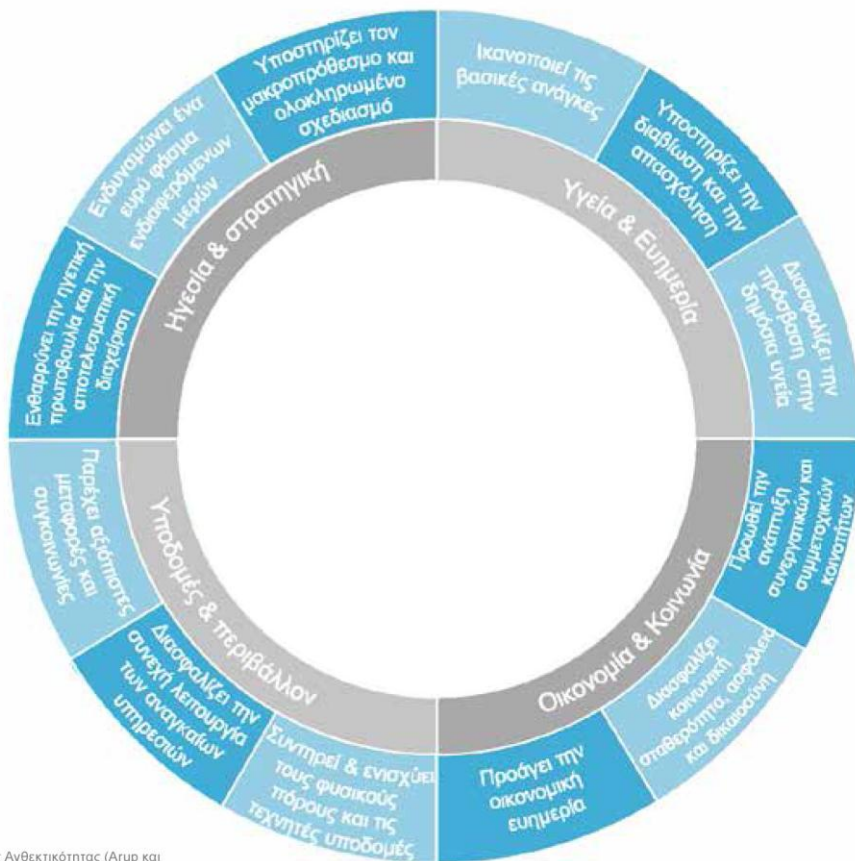 Υποστηρίζει τον
μακροπρόθεσμο και
ολοκληρωμένο
σχεδιασμό
Ικανοποιεί τις
βασικές ανάγκες
Υποστηρίζει την
διαβίωση και την
απασχόληση
Διασφαλίζει την
πρόσβαση στην
δημόσια υγεία
Προωθεί την
ανάπτυξη
συνεργατικών και
συμμετοχικών
κοινοτήτων
Διασφαλίζει
κοινωνική
σταθερότητα, ασφάλεια
και δικαιοσύνη
Προάγει την
οικονομική
ευημερία
Συντηρεί & ενισχύει
τους φυσικούς
πόρους και τις
τεχνητές υποδομές
Διασφαλίζει την
συνεχή λειτουργία
των αναγκαίων
υπηρεσιών
Παρέχει αξιόπιστες
μεταφορές και
συγκοινωνίες
Ενθαρρύνει την ηγετική
πρωτοβουλία και την
αποτελεσματική
διαχείριση
Ενδυναμώνει ένα
ευρύ φάσμα
ενδιαφερόμενων
μερών
Ηγεσία & στρατηγική
Υγεία & Ευημερία
Οικονομία & Κοινωνία
Υποδομές & περιβάλλον
Ανθεκτικότητας (Arup και